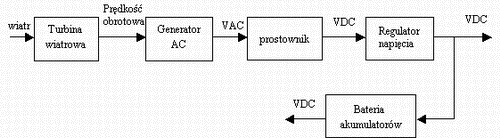 wiatr
Turbina
wiatrowa
Prędkość
obrotowa
Generator
AC
VAC
prostownik
VDC
Regulator
napięcia
VDC
VDC
Bateria
akumulatorów